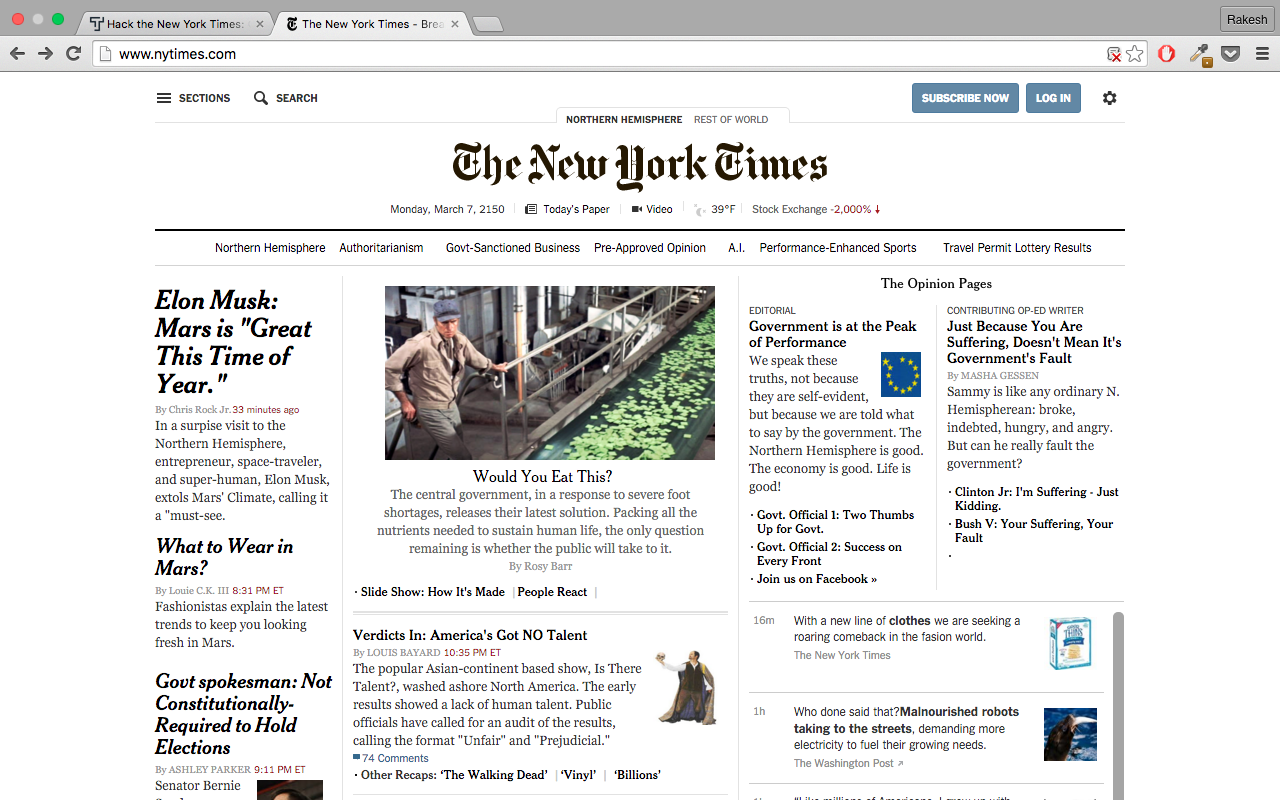 Hack the New York Times:
The New York Times - Brea
Rakesh
www.nytimes.com
SECTIONS
SEARCH
SUBSCRIBE NOW
LOG IN
NORTHERN HEMISPHERE
REST OF WORLD
The New York Times
Monday, March 7, 2150
Today's Paper
Video
39°F
Stock Exchange -2,000% ↓
Northern Hemisphere
Authoritarianism
Govt-Sanctioned Business
Pre-Approved Opinion
A.I.
Performance-Enhanced Sports
Travel Permit Lottery Results
Elon Musk:
Mars is "Great
This Time of
Year."
By Chris Rock Jr. 33 minutes ago
In a surpise visit to the
Northern Hemisphere,
entrepreneur, space-traveler,
and super-human, Elon Musk,
extols Mars' Climate, calling it
a "must-see.
What to Wear in
Mars?
By Louie C.K. III 8:31 PM ET
Fashionistas explain the latest
trends to keep you looking
fresh in Mars.
Govt spokesman: Not
Constitutionally-
Required to Hold
Elections
By ASHLEY PARKER 9:11 PM ET
Senator Bernie
Would You Eat This?
The central government, in a response to severe foot
shortages, releases their latest solution. Packing all the
nutrients needed to sustain human life, the only question
remaining is whether the public will take to it.
By Rosy Barr
· Slide Show: How It's Made | People React |
Verdicts In: America's Got NO Talent
By LOUIS BAYARD 10:35 PM ET
The popular Asian-continent based show, Is There
Talent?, washed ashore North America. The early
results showed a lack of human talent. Public
officials have called for an audit of the results,
calling the format "Unfair" and "Prejudicial."
74 Comments
· Other Recaps: ‘The Walking Dead’ | ‘Vinyl’ | ‘Billions’
The Opinion Pages
EDITORIAL
Government is at the Peak
of Performance
We speak these
truths, not because
they are self-evident,
but because we are told what
to say by the government. The
Northern Hemisphere is good.
The economy is good. Life is
good!
· Govt. Official 1: Two Thumbs
Up for Govt.
· Govt. Official 2: Success on
Every Front
· Join us on Facebook »
CONTRIBUTING OP-ED WRITER
Just Because You Are
Suffering, Doesn't Mean It's
Government's Fault
By MASHA GESSEN
Sammy is like any ordinary N.
Hemispherean: broke,
indebted, hungry, and angry.
But can he really fault the
government?
· Clinton Jr: I'm Suffering - Just
Kidding.
· Bush V: Your Suffering, Your
Fault
·
16m
With a new line of clothes we are seeking a
roaring comeback in the fasion world.
The New York Times
1h
Who done said that?Malnourished robots
taking to the streets, demanding more
electricity to fuel their growing needs.
The Washington Post ↗